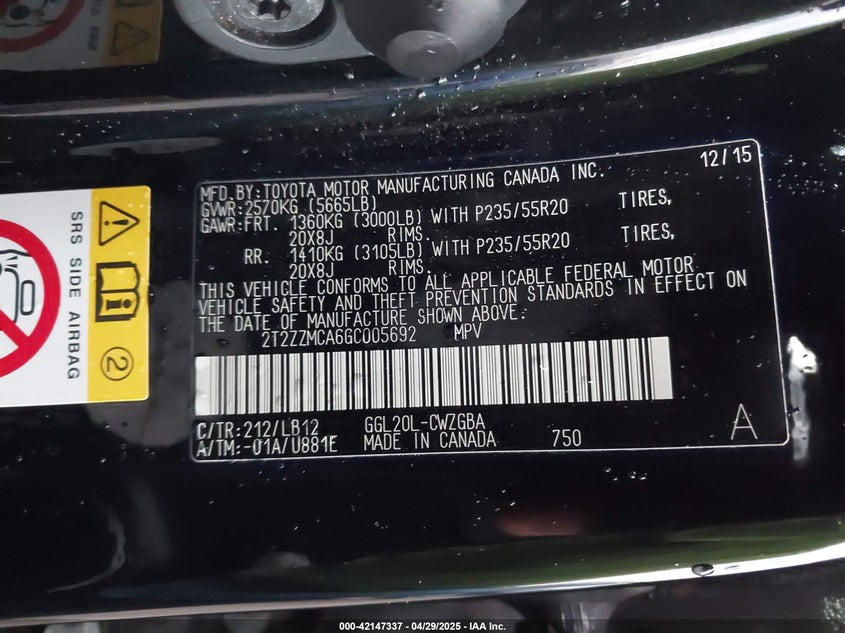 12/15
MFD. BY: TOYOTA MOTOR MANUFACTURING CANADA INC.
GVWR: 2570KG (5665LB)
GAWR: FRT. 1360KG (3000LB) WITH P235/55R20 TIRES,
20X8J RIMS.
RR. 1410KG (3105LB) WITH P235/55R20 TIRES,
20X8J RIMS.
THIS VEHICLE CONFORMS TO ALL APPLICABLE FEDERAL MOTOR
VEHICLE SAFETY AND THEFT PREVENTION STANDARDS IN EFFECT ON
THE DATE OF MANUFACTURE SHOWN ABOVE.
2T2ZZMCA6GC005692 MPV
C/TR: 212/LB12 GGL20L-CWZGBA
A/TM: -01A/U881E MADE IN CANADA 750 A
SRS SIDE AIRBAG
2
000-42147337 - 04/29/2025 - IAA Inc.